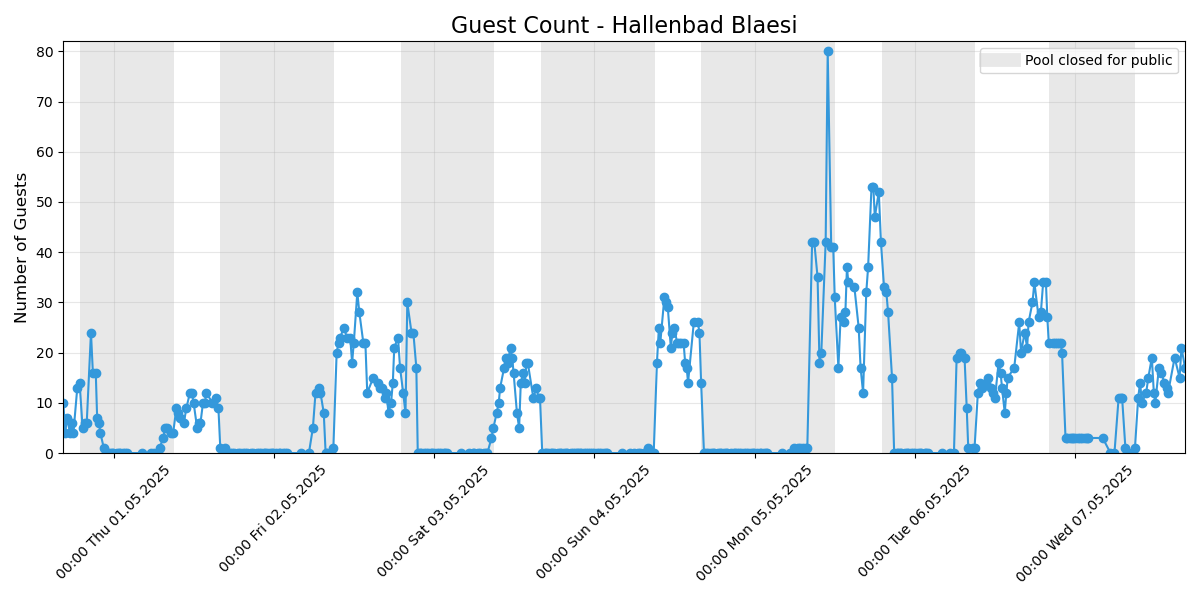 Guest Count - Hallenbad Blaesi
Pool closed for public
Number of Guests
80
70
60
50
40
30
20
10
0
00:00 Thu 01.05.2025
00:00 Fri 02.05.2025
00:00 Sat 03.05.2025
00:00 Sun 04.05.2025
00:00 Mon 05.05.2025
00:00 Tue 06.05.2025
00:00 Wed 07.05.2025